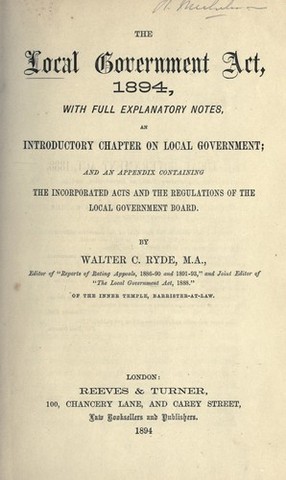 THE
Local Government Act,
1894,
WITH FULL EXPLANATORY NOTES,
AN
INTRODUCTORY CHAPTER ON LOCAL GOVERNMENT;
AND AN APPENDIX CONTAINING
THE INCORPORATED ACTS AND THE REGULATIONS OF THE
LOCAL GOVERNMENT BOARD.
BY
WALTER C. RYDE, M.A.,
Editor of "Reports of Rating Appeals, 1886-90 and 1891-93," and Joint Editor of
"The Local Government Act, 1888."
OF THE INNER TEMPLE, BARRISTER-AT-LAW.
LONDON:
REEVES & TURNER,
100, CHANCERY LANE, AND CAREY STREET,
Law Booksellers and Publishers.
1894